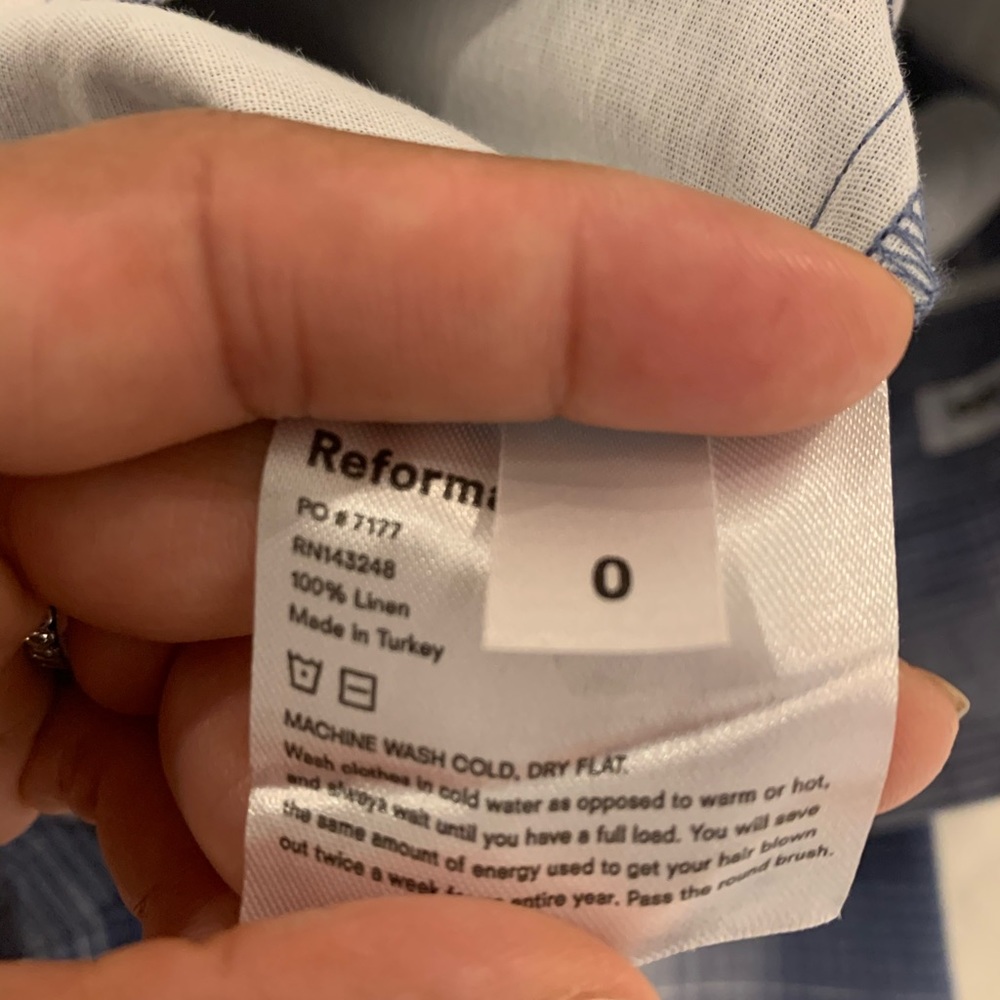 Reforma
0
PO # 7177
RN143248
100% Linen
Made in Turkey
MACHINE WASH COLD, DRY FLAT.
Wash clothes in cold water as opposed to warm or hot,
and always wait until you have a full load. You will save
the same amount of energy used to get your hair blown
out twice a week entire year. Pass the round brush.